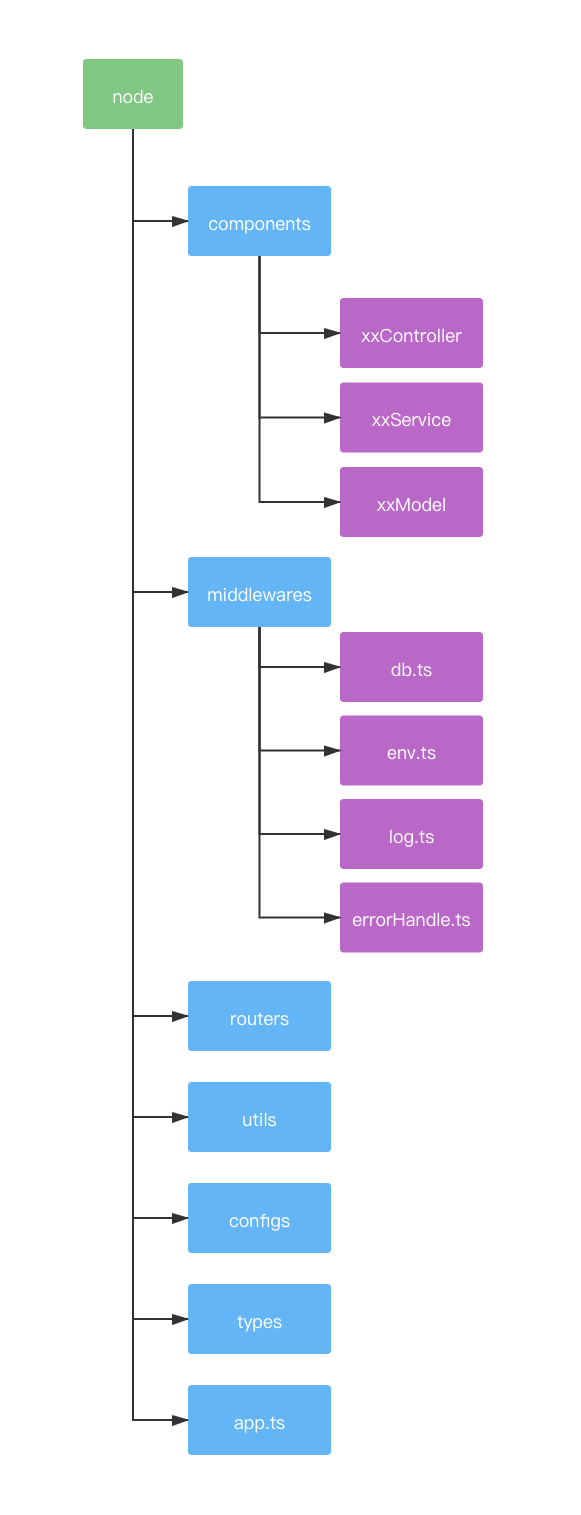 node
components
xxController
xxService
xxModel
middlewares
db.ts
env.ts
log.ts
errorHandle.ts
routers
utils
configs
types
app.ts